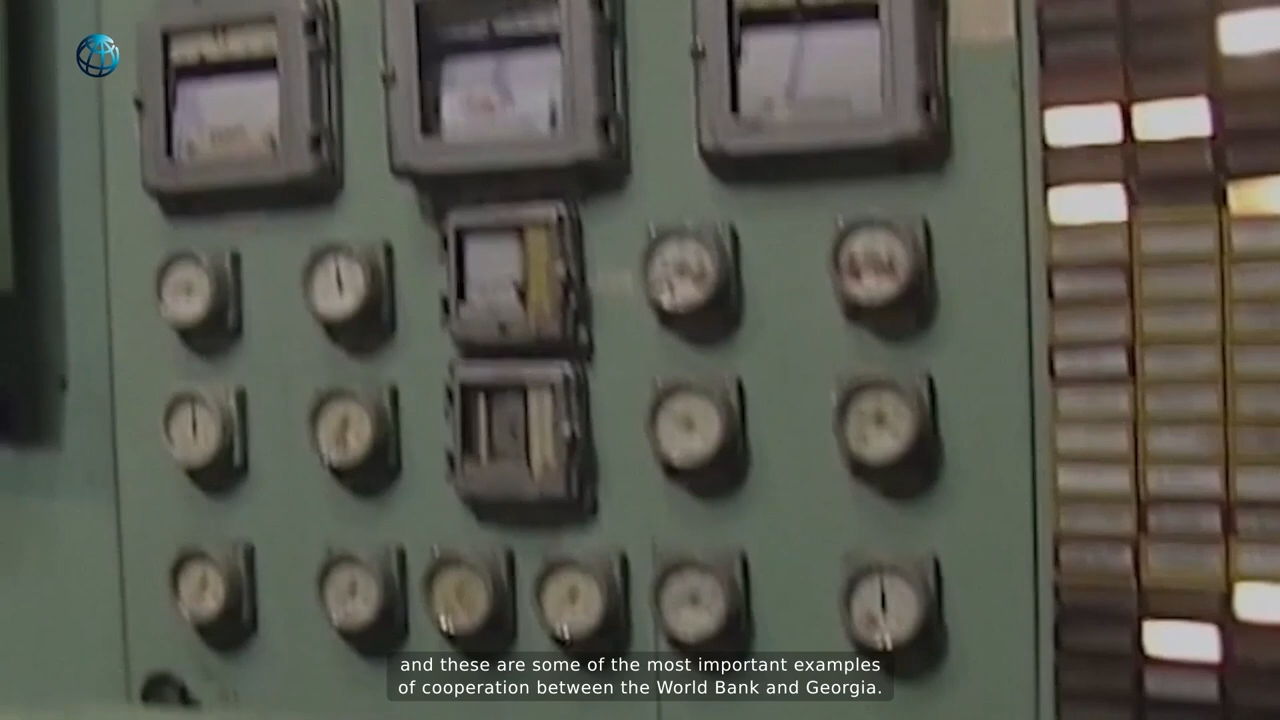 and these are some of the most important examples
of cooperation between the World Bank and Georgia.